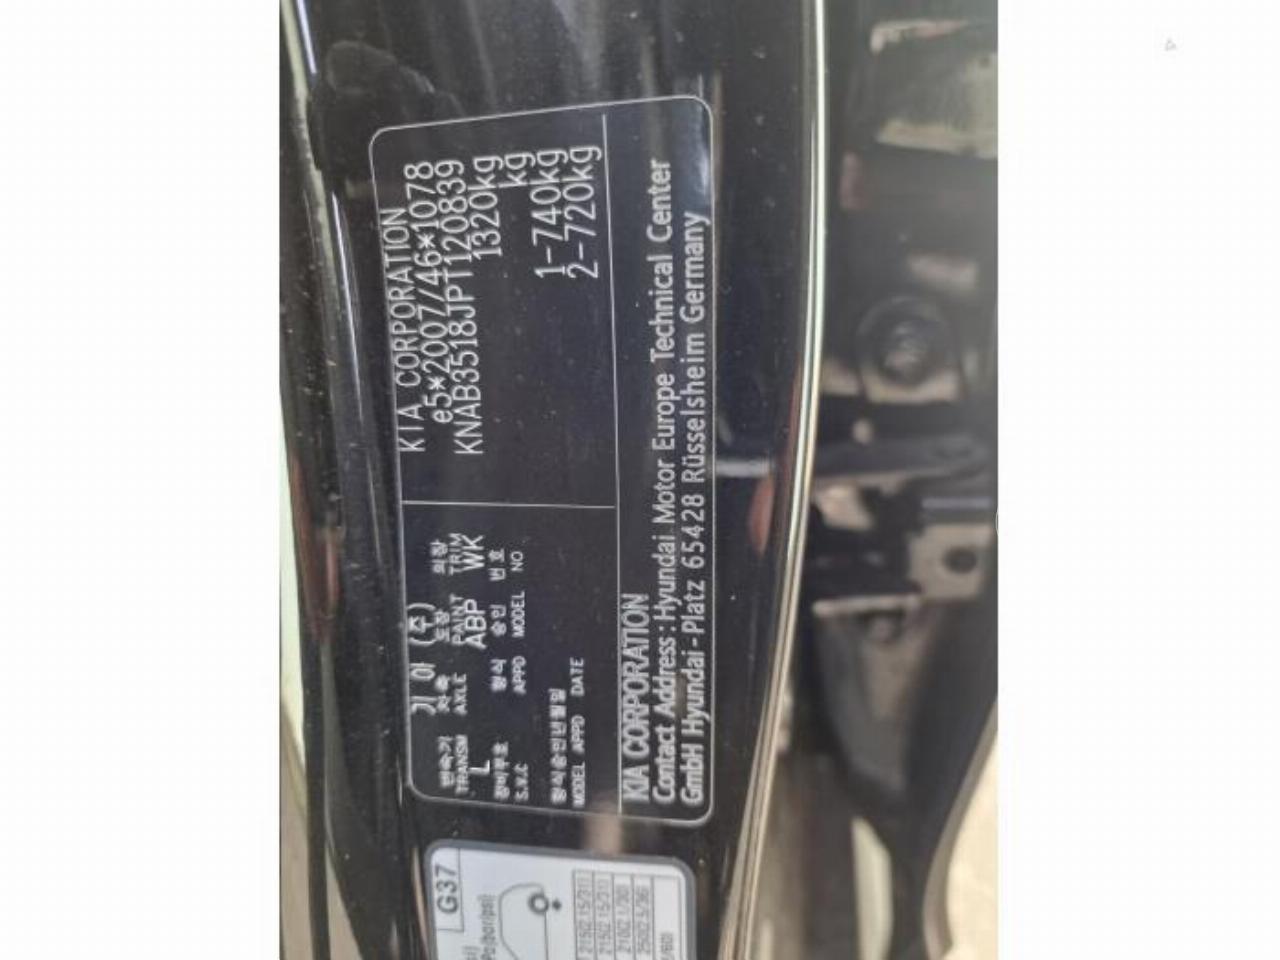 KIA CORPORATION
e5*2007/46*1078
KNAB3518JPT120839
1320kg
kg
1-740kg
2-720kg
기아 (주)
변속기 차축 도장 의장
TRANSM AXLE PAINT TRIM
L ABP WK
장비부호 형식 승인 번호
S.V.C APPD MODEL NO
형식승인년월일
MODEL APPD DATE
KIA CORPORATION
Contact Address : Hyundai Motor Europe Technical Center
GmbH Hyundai-Platz 65428 Rüsselsheim Germany
G37